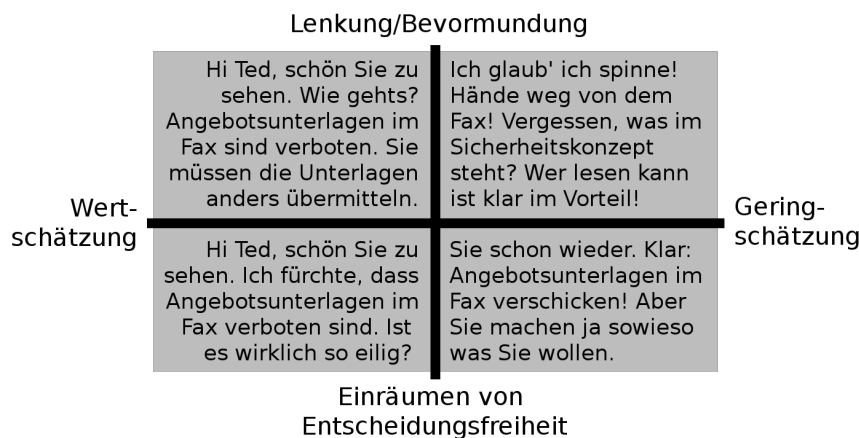 Lenkung/Bevormundung
Hi Ted, schön Sie zu
sehen. Wie gehts?
Angebotsunterlagen im
Fax sind verboten. Sie
müssen die Unterlagen
anders übermitteln.
Ich glaub' ich spinne!
Hände weg von dem
Fax! Vergessen, was im
Sicherheitskonzept
steht? Wer lesen kann
ist klar im Vorteil!
Wert-
schätzung
Gering-
schätzung
Hi Ted, schön Sie zu
sehen. Ich fürchte, dass
Angebotsunterlagen im
Fax verboten sind. Ist
es wirklich so eilig?
Sie schon wieder. Klar:
Angebotsunterlagen im
Fax verschicken! Aber
Sie machen ja sowieso
was Sie wollen.
Einräumen von
Entscheidungsfreiheit